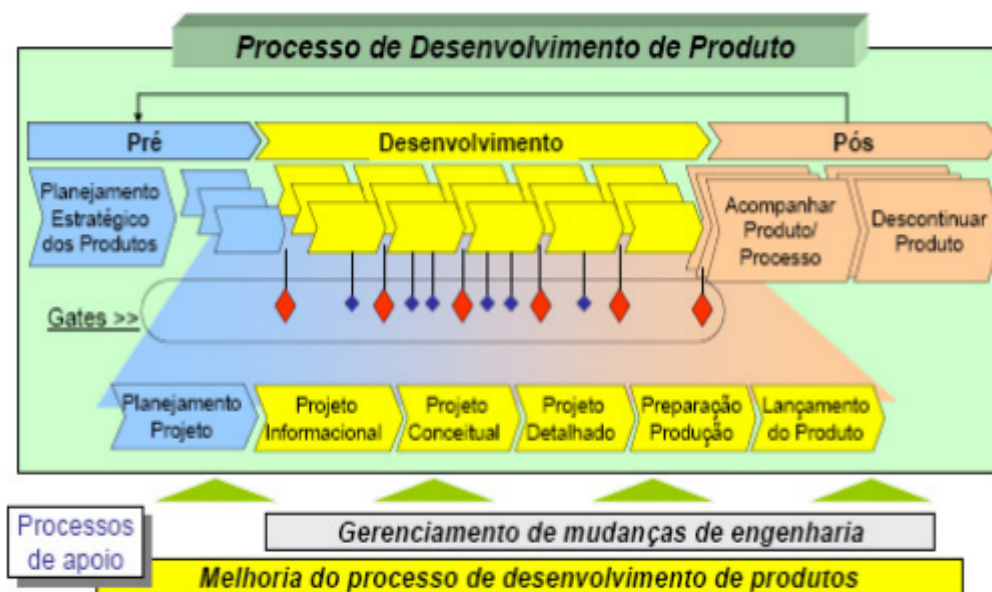 Processo de Desenvolvimento de Produto
Pré
Desenvolvimento
Pós
Planejamento
Estratégico
dos Produtos
Acompanhar
Produto/
Processo
Descontinuar
Produto
Gates >>
Planejamento
Projeto
Projeto
Informacional
Projeto
Conceitual
Projeto
Detalhado
Preparação
Produção
Lançamento
do Produto
Processos
de apoio
Gerenciamento de mudanças de engenharia
Melhoria do processo de desenvolvimento de produtos